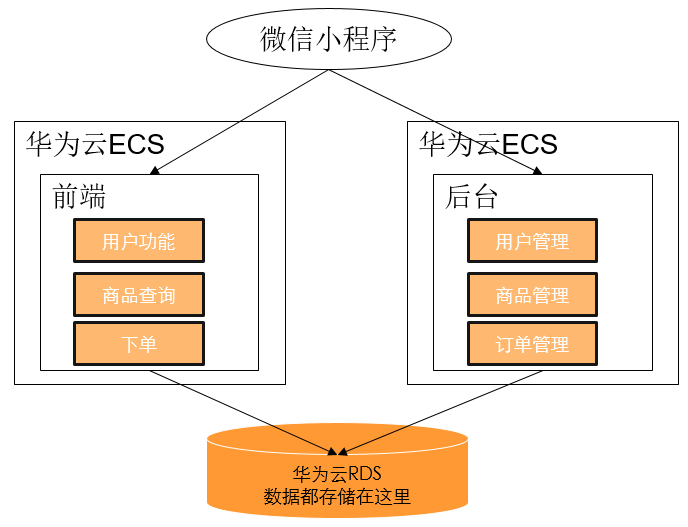 微信小程序
华为云ECS
前端
用户功能
商品查询
下单
华为云ECS
后台
用户管理
商品管理
订单管理
华为云RDS
数据都存储在这里